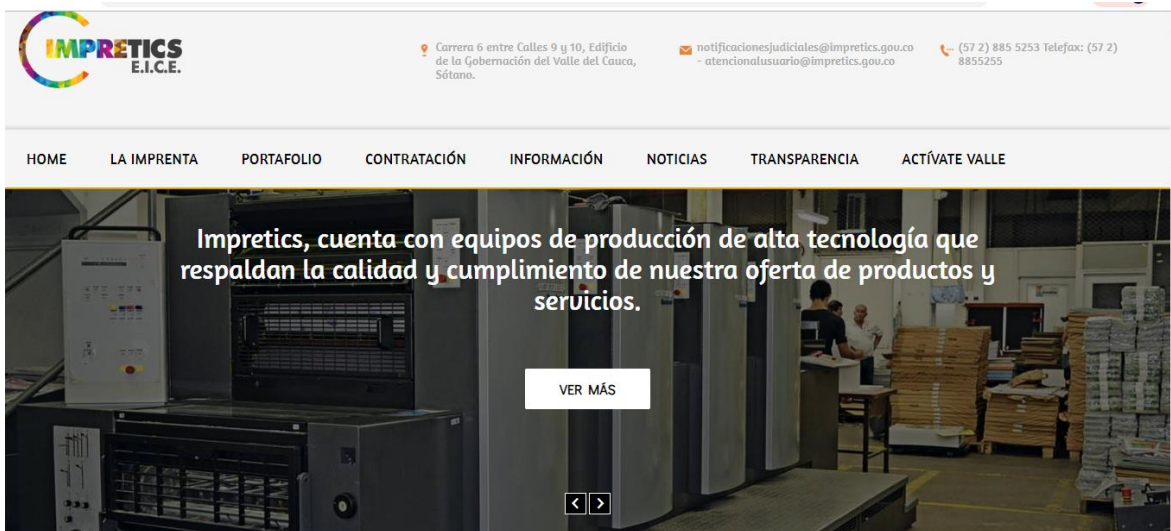 IMPRETICS
E.I.C.E.
Carrera 6 entre Calles 9 y 10, Edificio
de la Gobernación del Valle del Cauca,
Sótano.
notificacionesjudiciales@impretics.gov.co
- atencionalusuario@impretics.gov.co
(57 2) 885 5253 Telefax: (57 2)
8855255
HOME LA IMPRENTA PORTAFOLIO CONTRATACIÓN INFORMACIÓN NOTICIAS TRANSPARENCIA ACTÍVATE VALLE
Impretics, cuenta con equipos de producción de alta tecnología que
respaldan la calidad y cumplimiento de nuestra oferta de productos y
servicios.
VER MÁS